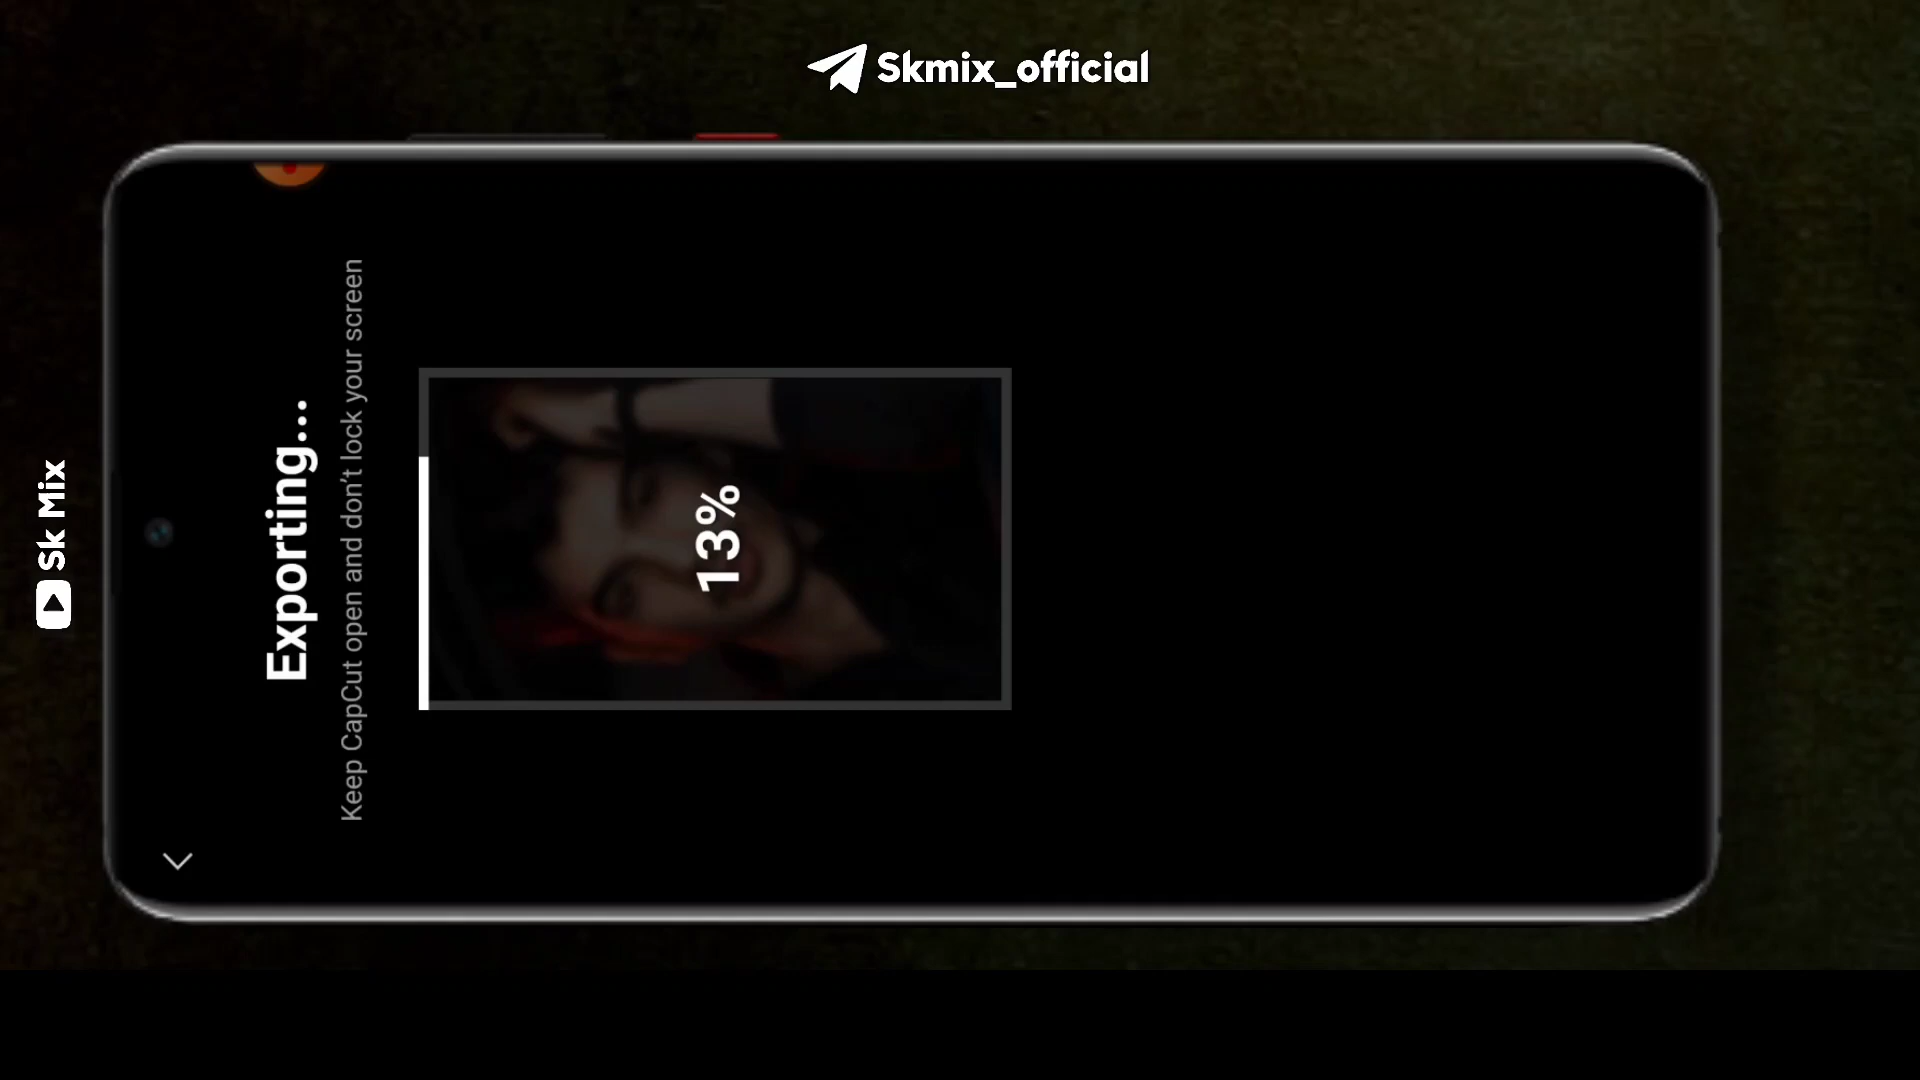 Skmix_official
Sk Mix
Exporting...
Keep CapCut open and don't lock your screen
13%